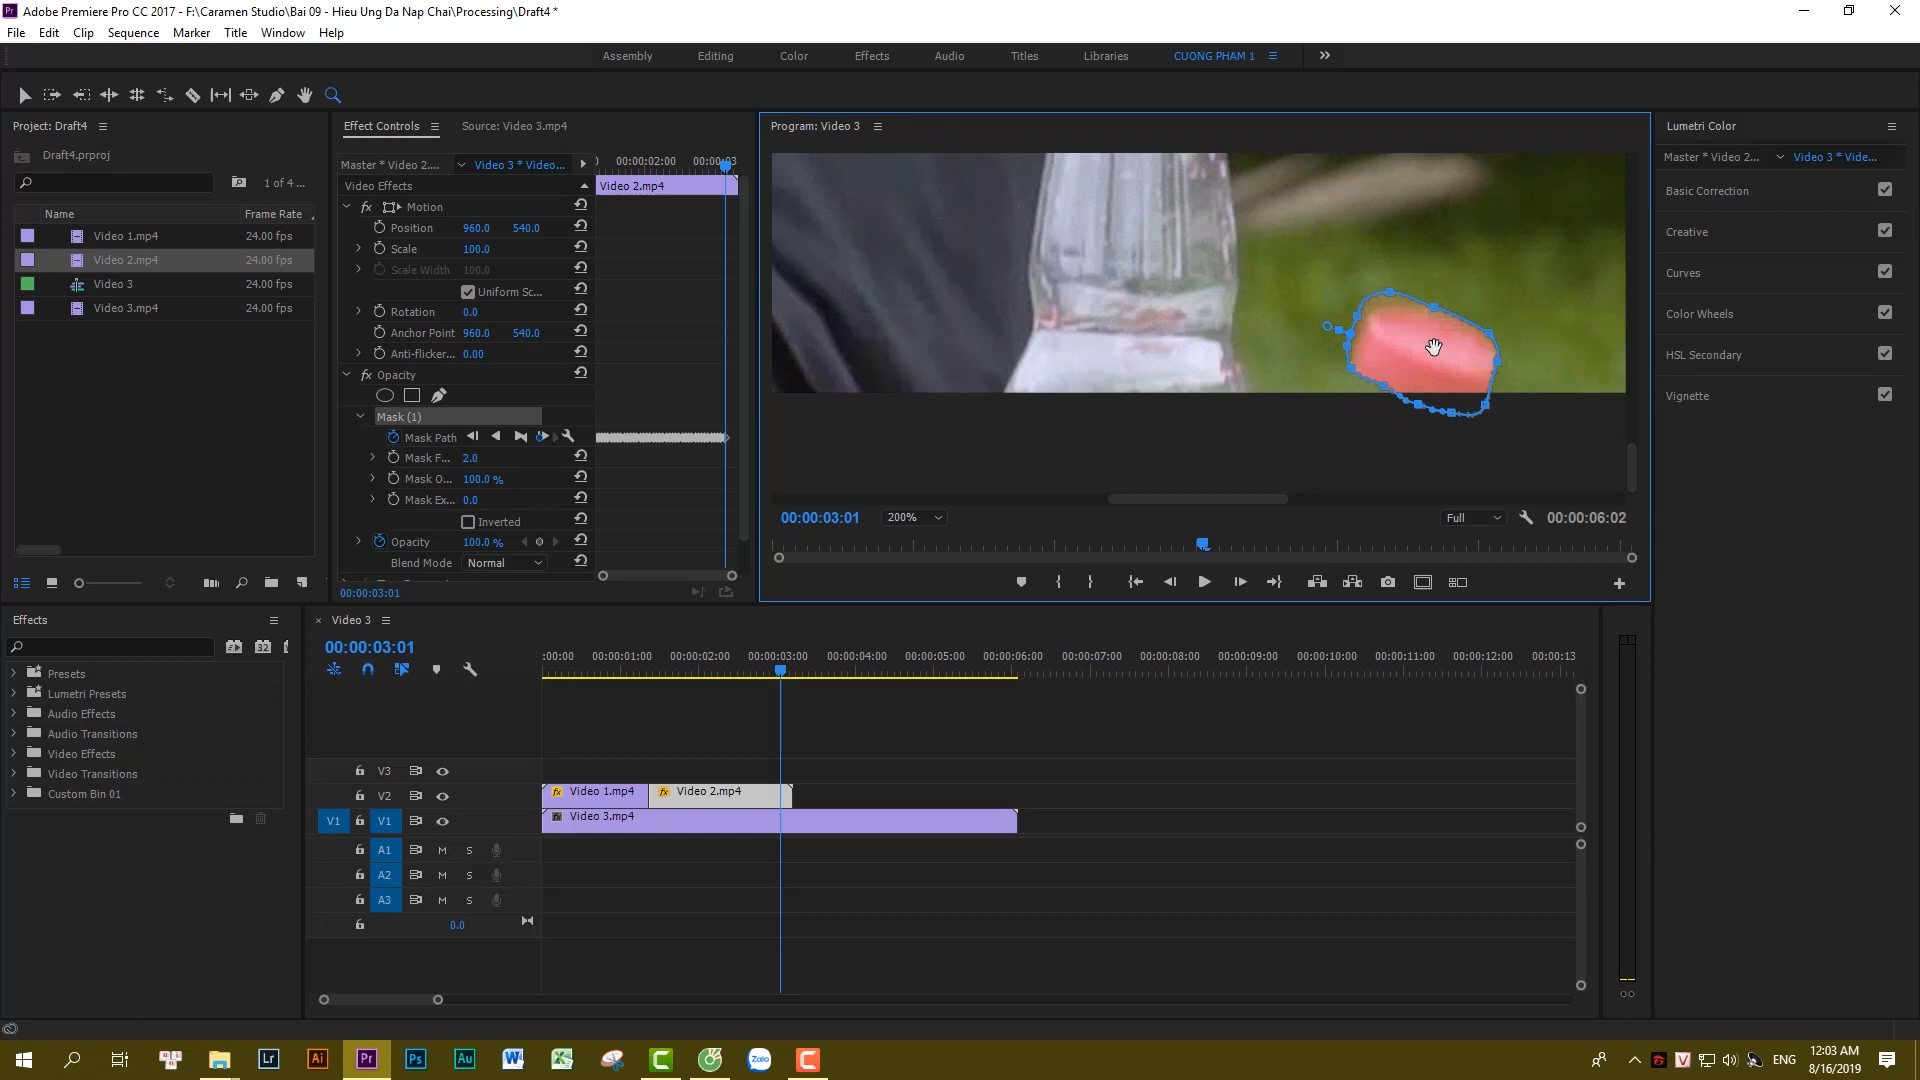 Adobe Premiere Pro CC 2017 - F:\Caramen Studio\Bai 09 - Hieu Ung Da Nap Chai\Processing\Draft4 *
File Edit Clip Sequence Marker Title Window Help
Assembly Editing Color Effects Audio Titles Libraries CUONG PHAM 1
Project: Draft4
Draft4.prproj
1 of 4 ...
Name Frame Rate
Video 1.mp4 24.00 fps
Video 2.mp4 24.00 fps
Video 3 24.00 fps
Video 3.mp4 24.00 fps
Effect Controls Source: Video 3.mp4
Master * Video 2.... Video 3 * Video...
00:00:02:00 00:00:03
Video Effects Video 2.mp4
fx Motion
Position 960.0 540.0
Scale 100.0
Scale Width 100.0
Uniform Sc...
Rotation 0.0
Anchor Point 960.0 540.0
Anti-flicker... 0.00
fx Opacity
Mask (1)
Mask Path
Mask F... 2.0
Mask O... 100.0 %
Mask Ex... 0.0
Inverted
Opacity 100.0 %
Blend Mode Normal
00:00:03:01
Program: Video 3
00:00:03:01 200% Full 00:00:06:02
Lumetri Color
Master * Video 2... Video 3 * Vide...
Basic Correction
Creative
Curves
Color Wheels
HSL Secondary
Vignette
Effects
32
Presets
Lumetri Presets
Audio Effects
Audio Transitions
Video Effects
Video Transitions
Custom Bin 01
× Video 3
00:00:03:01
:00:00 00:00:01:00 00:00:02:00 00:00:03:00 00:00:04:00 00:00:05:00 00:00:06:00 00:00:07:00 00:00:08:00 00:00:09:00 00:00:10:00 00:00:11:00 00:00:12:00 00:00:13
V3
V2 fx Video 1.mp4 fx Video 2.mp4
V1 V1 fx Video 3.mp4
A1 M S
A2 M S
A3 M S
0.0
Lr Ai Pr Ps Au Zalo
ENG
12:03 AM
8/16/2019